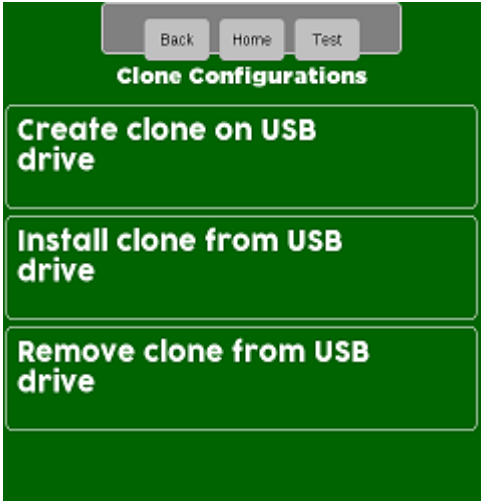 Back Home Test
Clone Configurations
Create clone on USB
drive
Install clone from USB
drive
Remove clone from USB
drive